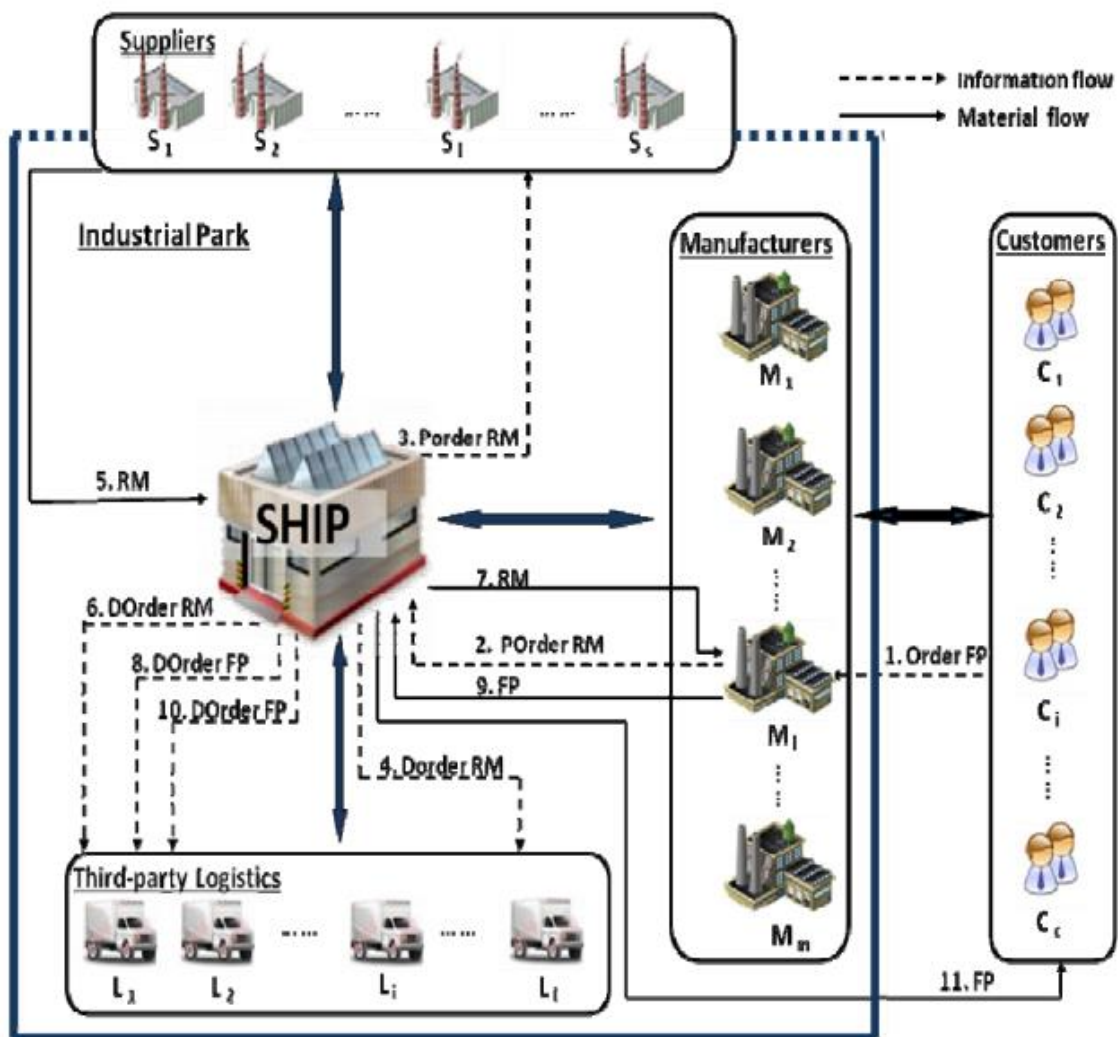 Suppliers
S1 S2 ...... Si ...... Ss
Information flow
Material flow
Industrial Park
Manufacturers
Customers
M1
C1
3. Porder RM
5. RM
SHIP
M2
C2
7. RM
6. DOrder RM
2. POrder RM
1. Order FP
8. DOrder FP
9. FP
10. DOrder FP
Mi
Ci
4. Dorder RM
Third-party Logistics
L1 L2 ...... Li ...... Ll
Mm
Cc
11. FP